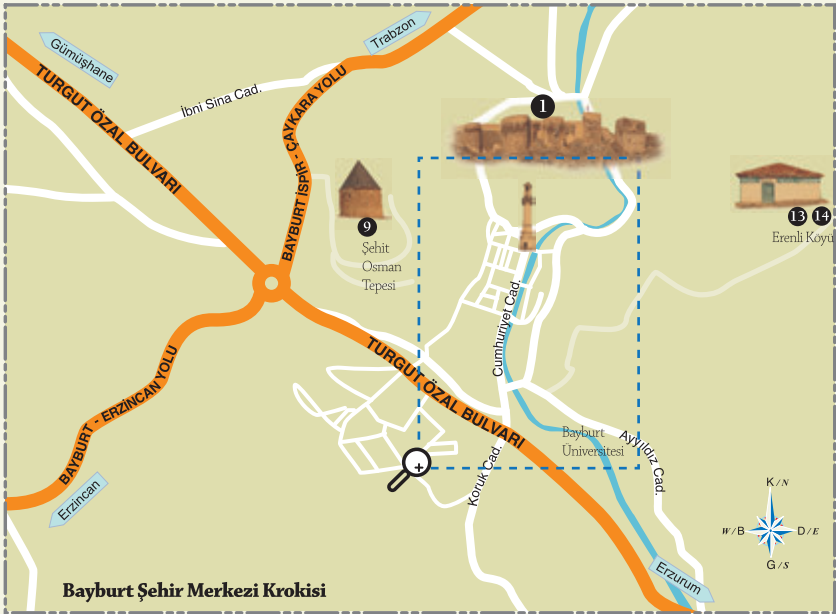 Trabzon
Gümüşhane
İbni Sina Cad.
TURGUT ÖZAL BULVARI
BAYBURT İSPİR - ÇAYKARA YOLU
1
9
Şehit
Osman
Tepesi
13 14
Erenli Köyü
Cumhuriyet Cad.
TURGUT ÖZAL BULVARI
BAYBURT - ERZİNCAN YOLU
Bayburt
Üniversitesi
Ayyıldız Cad.
Koruk Cad.
Erzincan
K/N
W/B
D/E
G/S
Erzurum
Bayburt Şehir Merkezi Krokisi